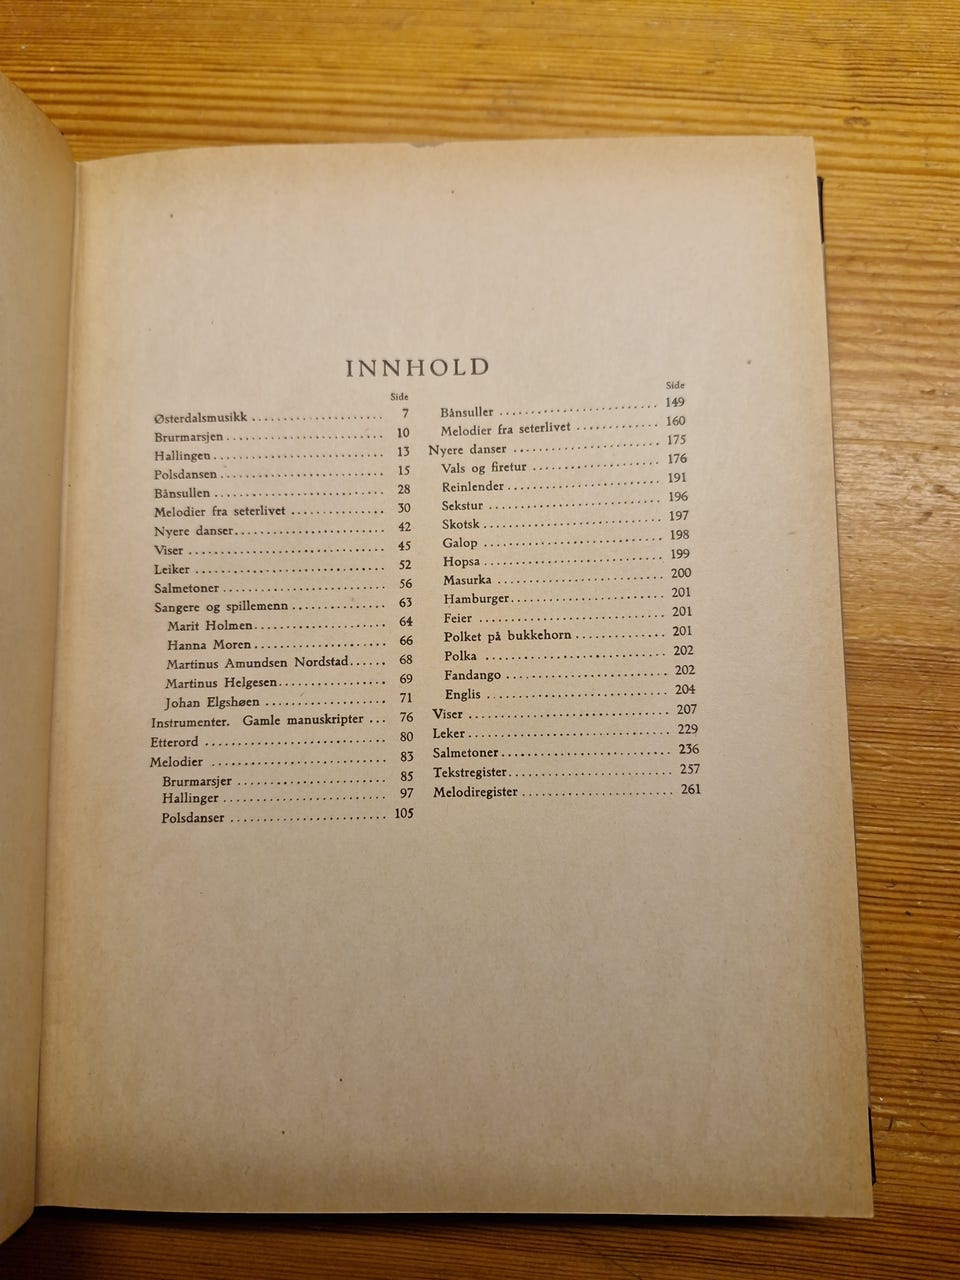 INNHOLD
Side
Østerdalsmusikk .................... 7
Brurmarsjen ........................ 10
Hallingen .......................... 13
Polsdansen ......................... 15
Bånsullen .......................... 28
Melodier fra seterlivet .............. 30
Nyere danser....................... 42
Viser .............................. 45
Leiker ............................. 52
Salmetoner ......................... 56
Sangere og spillemenn .............. 63
Marit Holmen.................... 64
Hanna Moren .................... 66
Martinus Amundsen Nordstad...... 68
Martinus Helgesen................. 69
Johan Elgshøen .................. 71
Instrumenter. Gamle manuskripter ... 76
Etterord ........................... 80
Melodier ........................... 83
Brurmarsjer ....................... 85
Hallinger ......................... 97
Polsdanser ........................ 105
Side
Bånsuller ........................ 149
Melodier fra seterlivet ............. 160
Nyere danser ...................... 175
Vals og firetur .................... 176
Reinlender ....................... 191
Sekstur .......................... 196
Skotsk ........................... 197
Galop ........................... 198
Hopsa ........................... 199
Masurka ......................... 200
Hamburger....................... 201
Feier ............................ 201
Polket på bukkehorn .............. 201
Polka ........................... 202
Fandango ........................ 202
Englis ........................... 204
Viser .............................. 207
Leker .............................. 229
Salmetoner ......................... 236
Tekstregister........................ 257
Melodiregister ...................... 261